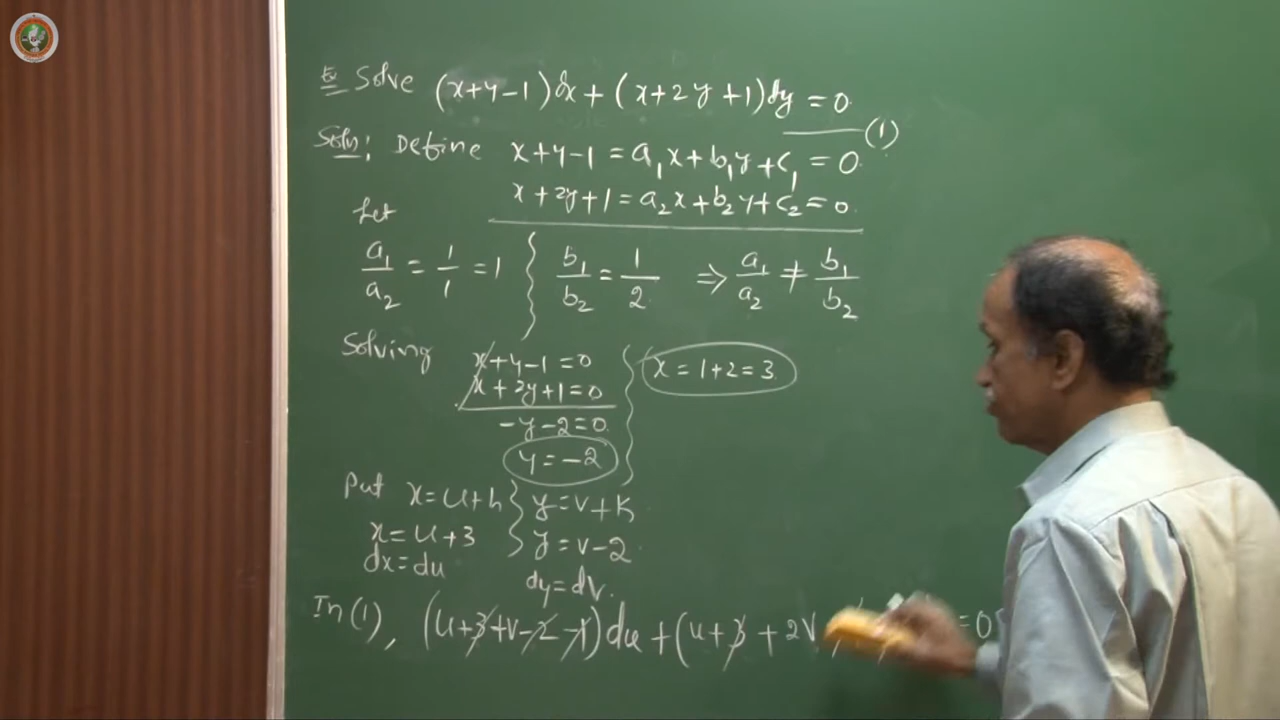 Ex Solve (x+y-1)dx + (x+2y+1)dy = 0
(1)
Soln: Define x+y-1 = a₁x+b₁y+c₁ = 0
x+2y+1 = a₂x+b₂y+c₂ = 0
Let
a₁/a₂ = 1/1 = 1 b₁/b₂ = 1/2 ⇒ a₁/a₂ ≠ b₁/b₂
Solving x+y-1=0 x = 1+2 = 3
x+2y+1=0
-y-2=0
y=-2
Put x=u+h y=v+k
x=u+3 y=v-2
dx=du dy=dv
In (1), (u+3+v-2-1)du + (u+3+2v =0